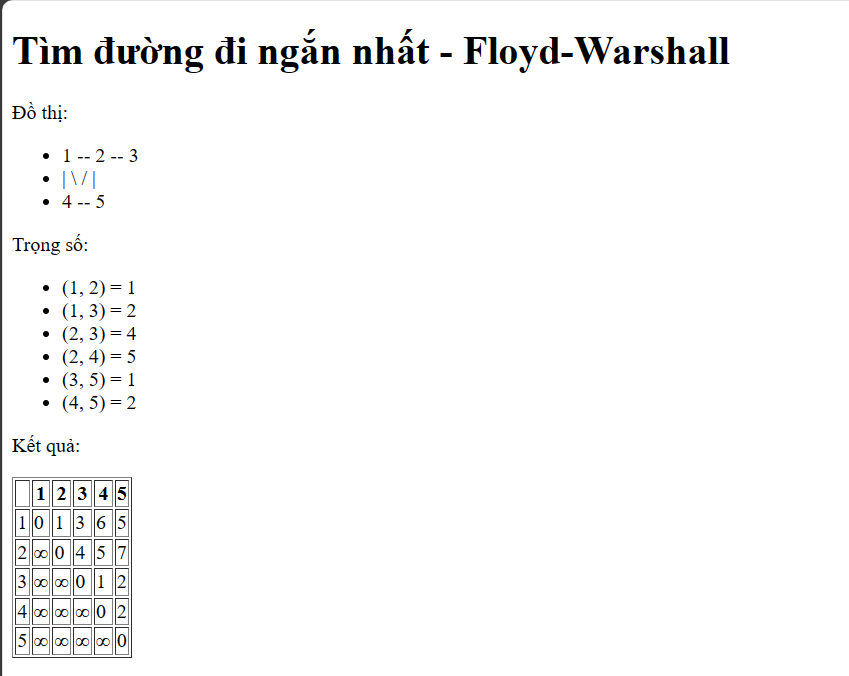 Tìm đường đi ngắn nhất - Floyd-Warshall
Đồ thị:
• 1 -- 2 -- 3
• | \ / |
• 4 -- 5
Trọng số:
• (1, 2) = 1
• (1, 3) = 2
• (2, 3) = 4
• (2, 4) = 5
• (3, 5) = 1
• (4, 5) = 2
Kết quả:
1 2 3 4 5
1 0 1 3 6 5
2 ∞ 0 4 5 7
3 ∞ ∞ 0 1 2
4 ∞ ∞ ∞ 0 2
5 ∞ ∞ ∞ ∞ 0